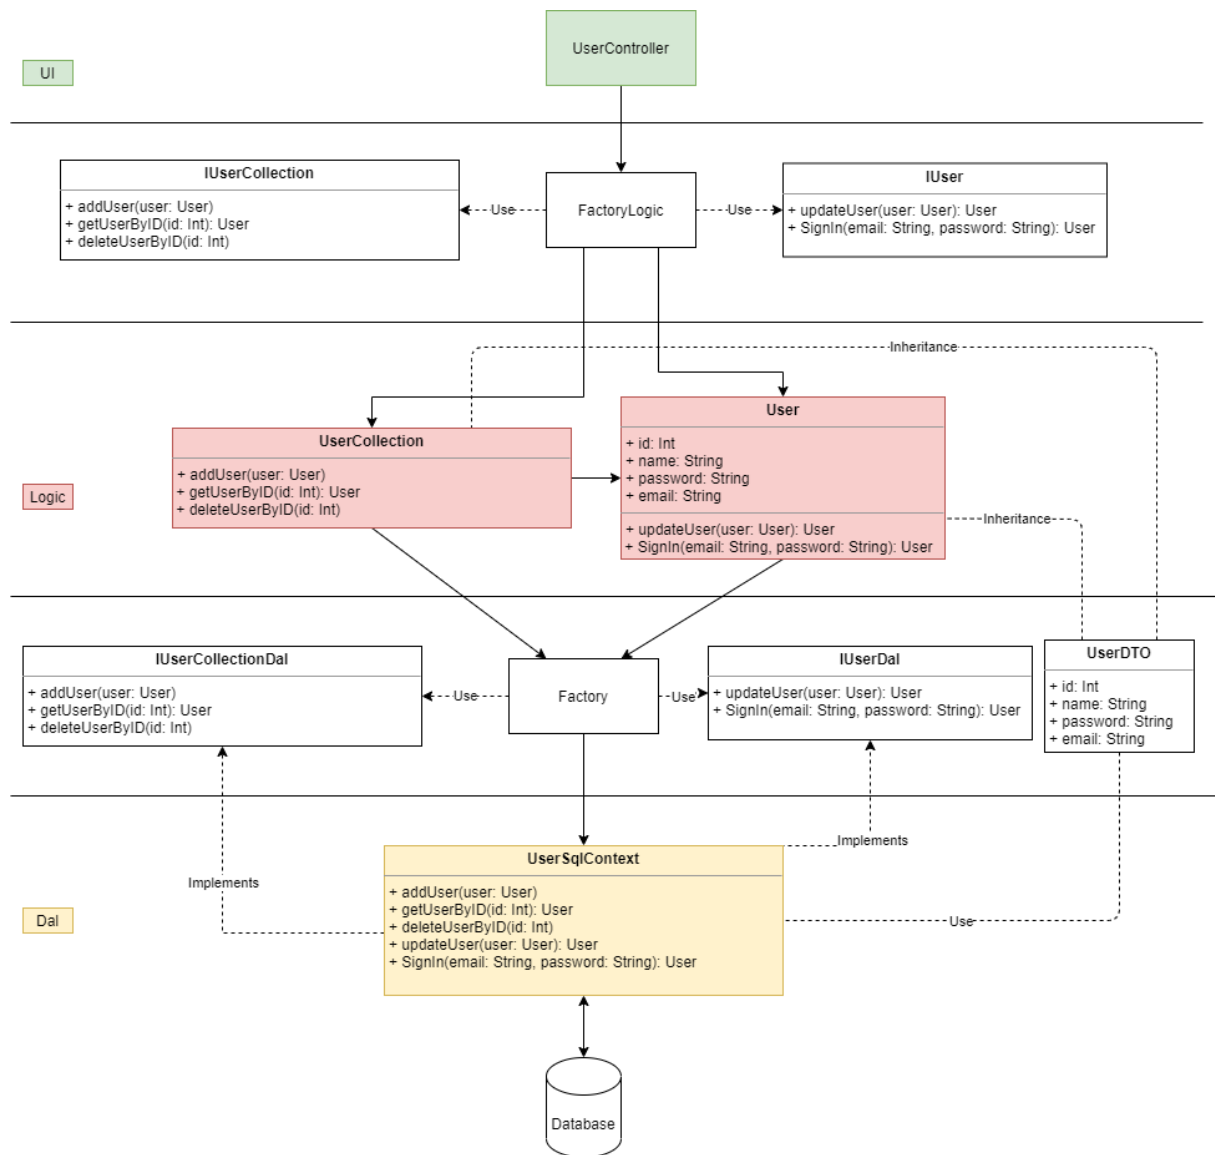 UserController
UI
IUserCollection
+ addUser(user: User)
+ getUserByID(id: Int): User
+ deleteUserByID(id: Int)
Use
FactoryLogic
Use
IUser
+ updateUser(user: User): User
+ SignIn(email: String, password: String): User
Inheritance
UserCollection
+ addUser(user: User)
+ getUserByID(id: Int): User
+ deleteUserByID(id: Int)
User
+ id: Int
+ name: String
+ password: String
+ email: String
+ updateUser(user: User): User
+ SignIn(email: String, password: String): User
Logic
Inheritance
IUserCollectionDal
+ addUser(user: User)
+ getUserByID(id: Int): User
+ deleteUserByID(id: Int)
Use
Factory
Use
IUserDal
+ updateUser(user: User): User
+ SignIn(email: String, password: String): User
UserDTO
+ id: Int
+ name: String
+ password: String
+ email: String
Implements
Implements
UserSqlContext
+ addUser(user: User)
+ getUserByID(id: Int): User
+ deleteUserByID(id: Int)
+ updateUser(user: User): User
+ SignIn(email: String, password: String): User
Dal
Use
Database